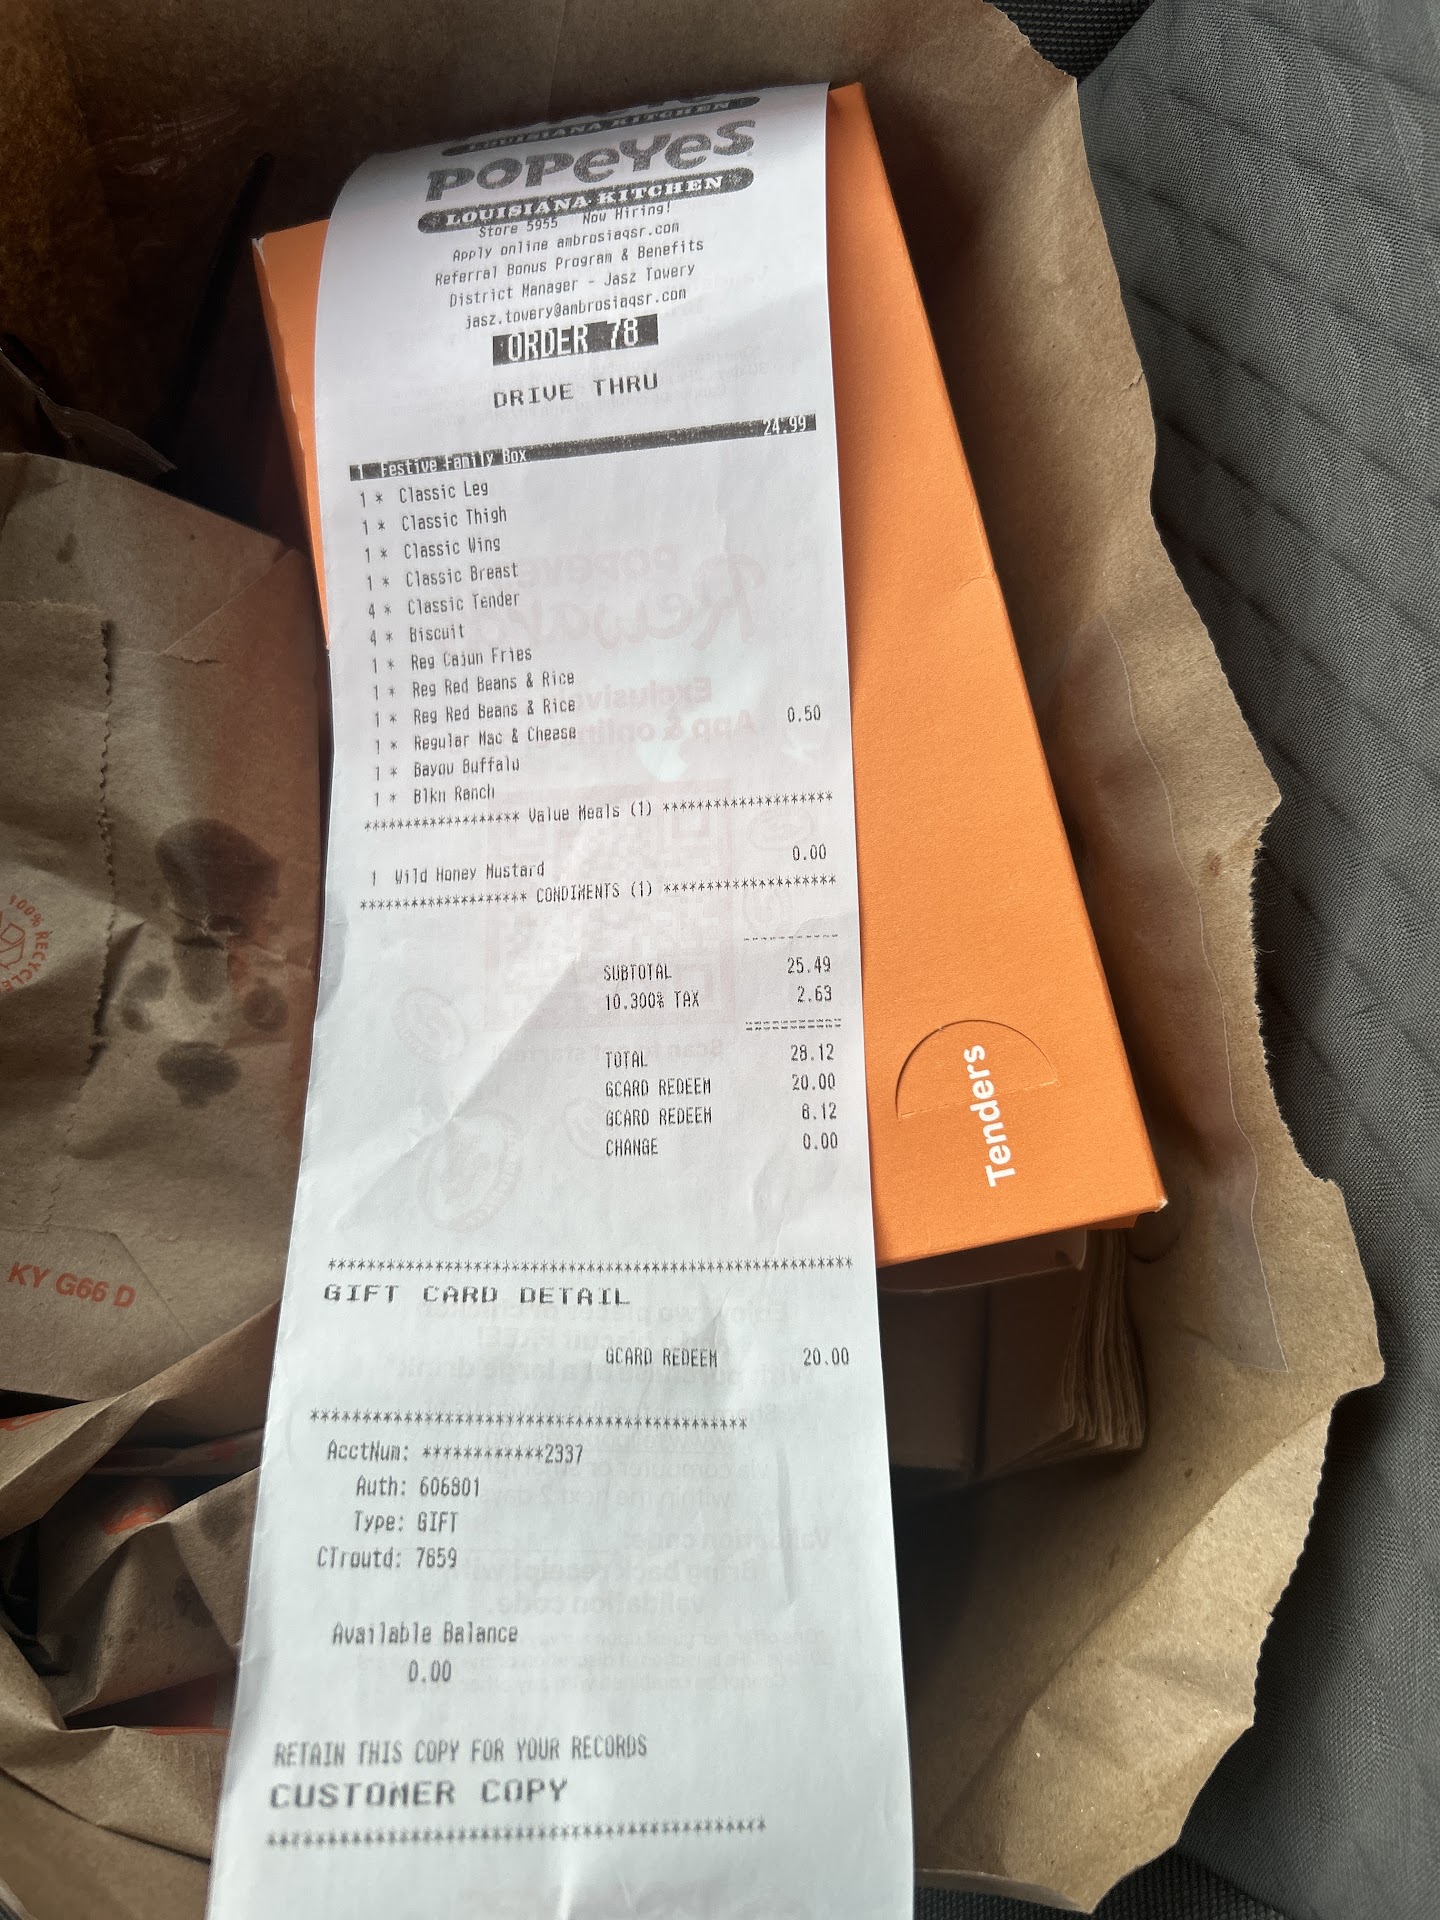 LOUISIANA KITCHEN
POPEYES
LOUISIANA KITCHEN
Store 5955 Now Hiring!
Apply online ambrosiaqsr.com
Referral Bonus Program & Benefits
District Manager - Jasz Towery
jasz.towery@ambrosiaqsr.com
ORDER 78
DRIVE THRU
1 Festive Family Box 24.99
1 * Classic Leg
1 * Classic Thigh
1 * Classic Wing
1 * Classic Breast
4 * Classic Tender
4 * Biscuit
1 * Reg Cajun Fries
1 * Reg Red Beans & Rice
1 * Reg Red Beans & Rice
1 * Regular Mac & Cheese 0.50
1 * Bayou Buffalo
1 * Blkn Ranch
****************** Value Meals (1) ********************
1 Wild Honey Mustard 0.00
******************* CONDIMENTS (1) ********************
SUBTOTAL 25.49
10.300% TAX 2.63
TOTAL 28.12
GCARD REDEEM 20.00
GCARD REDEEM 8.12
CHANGE 0.00
GIFT CARD DETAIL
GCARD REDEEM 20.00
AcctNum: ************2337
Auth: 606801
Type: GIFT
CTroutd: 7859
Available Balance
0.00
RETAIN THIS COPY FOR YOUR RECORDS
CUSTOMER COPY
Tenders
100% RECYCLE
KY G66 D